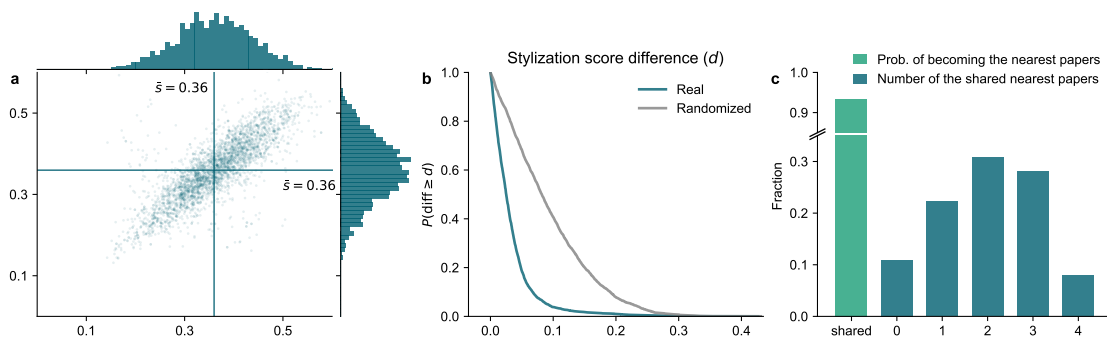 a
s̄ = 0.36
s̄ = 0.36
0.5
0.3
0.1
0.1
0.3
0.5
b
Stylization score difference (d)
Real
Randomized
P(diff ≥ d)
1.0
0.8
0.6
0.4
0.2
0.0
0.0
0.1
0.2
0.3
0.4
c
Prob. of becoming the nearest papers
Number of the shared nearest papers
Fraction
1.0
0.9
0.3
0.2
0.1
0.0
shared
0
1
2
3
4